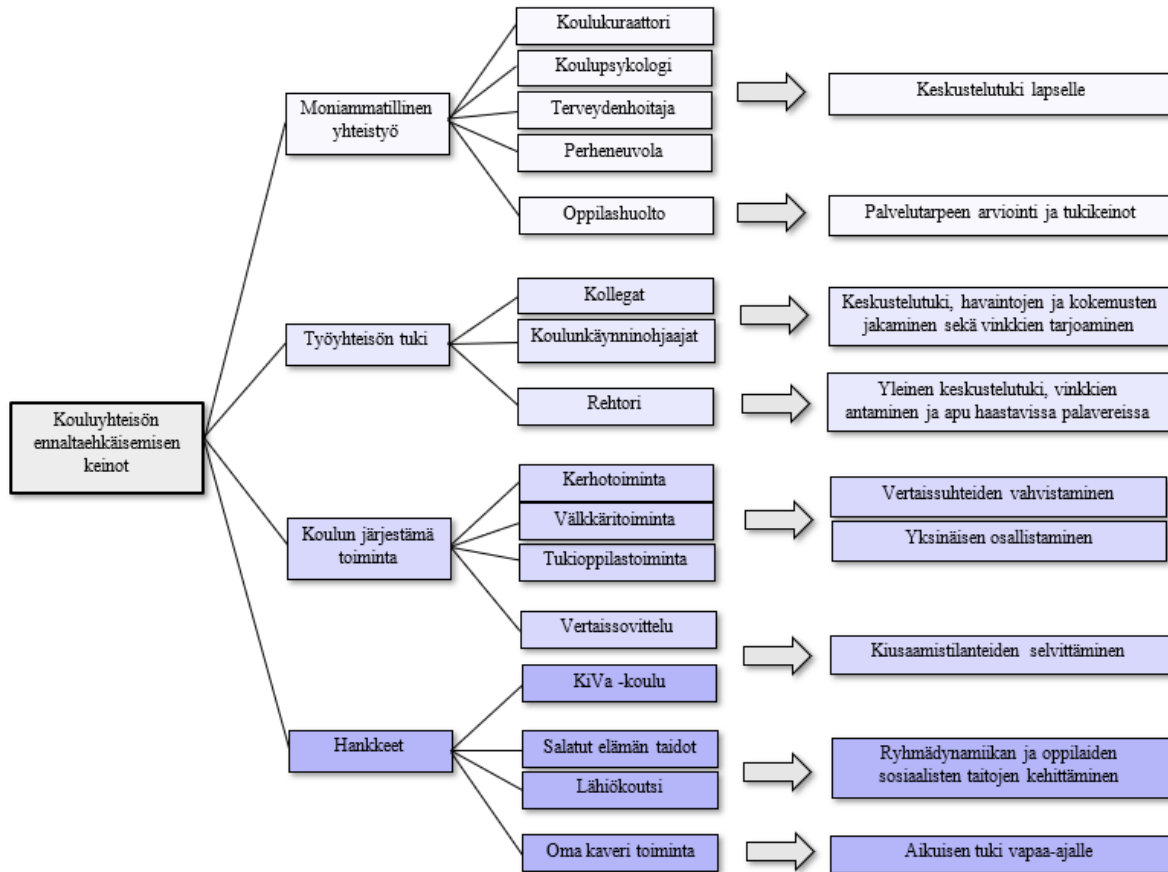 Kouluyhteisön
ennaltaehkäisemisen
keinot
Moniammatillinen
yhteistyö
Koulukuraattori
Koulupsykologi
Terveydenhoitaja
Perheneuvola
Keskustelutuki lapselle
Oppilashuolto
Palvelutarpeen arviointi ja tukikeinot
Työyhteisön tuki
Kollegat
Koulunkäynninohjaajat
Keskustelutuki, havaintojen ja kokemusten
jakaminen sekä vinkkien tarjoaminen
Rehtori
Yleinen keskustelutuki, vinkkien
antaminen ja apu haastavissa palavereissa
Koulun järjestämä
toiminta
Kerhotoiminta
Välkkäritoiminta
Tukioppilastoiminta
Vertaissuhteiden vahvistaminen
Yksinäisen osallistaminen
Vertaissovittelu
Kiusaamistilanteiden selvittäminen
Hankkeet
KiVa -koulu
Salatut elämän taidot
Lähiökoutsi
Ryhmädynamiikan ja oppilaiden
sosiaalisten taitojen kehittäminen
Oma kaveri toiminta
Aikuisen tuki vapaa-ajalle